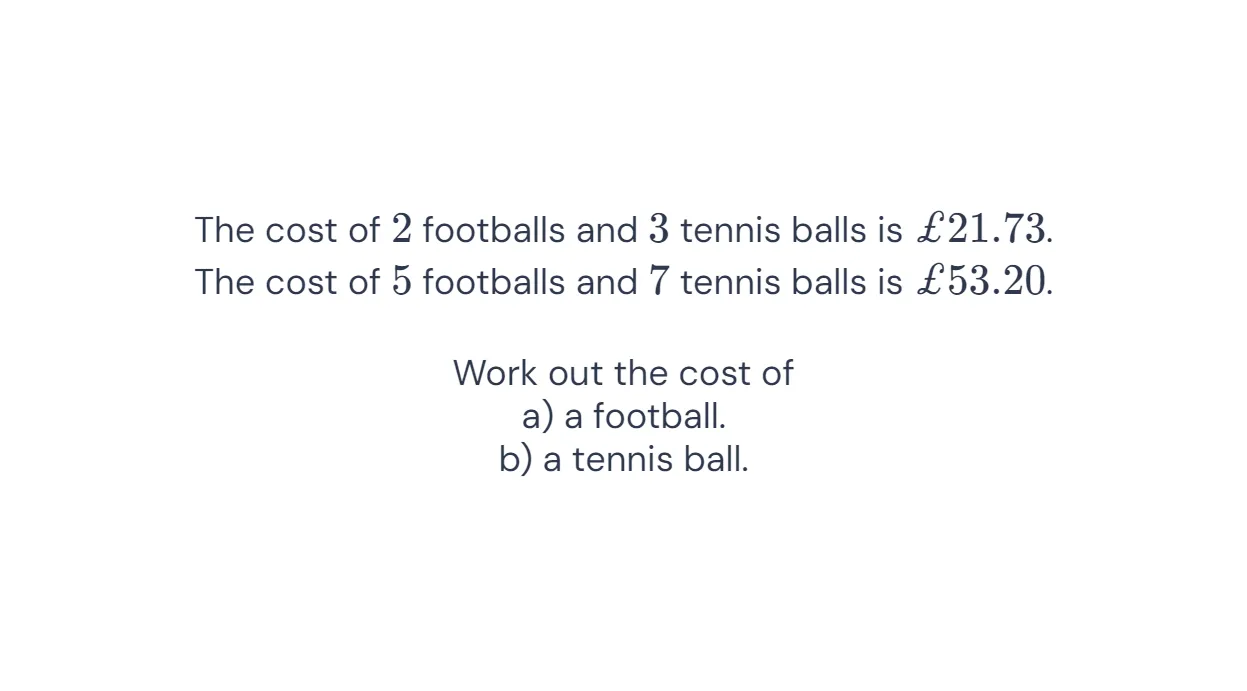 The cost of 2 footballs and 3 tennis balls is £21.73.
The cost of 5 footballs and 7 tennis balls is £53.20.
Work out the cost of
a) a football.
b) a tennis ball.